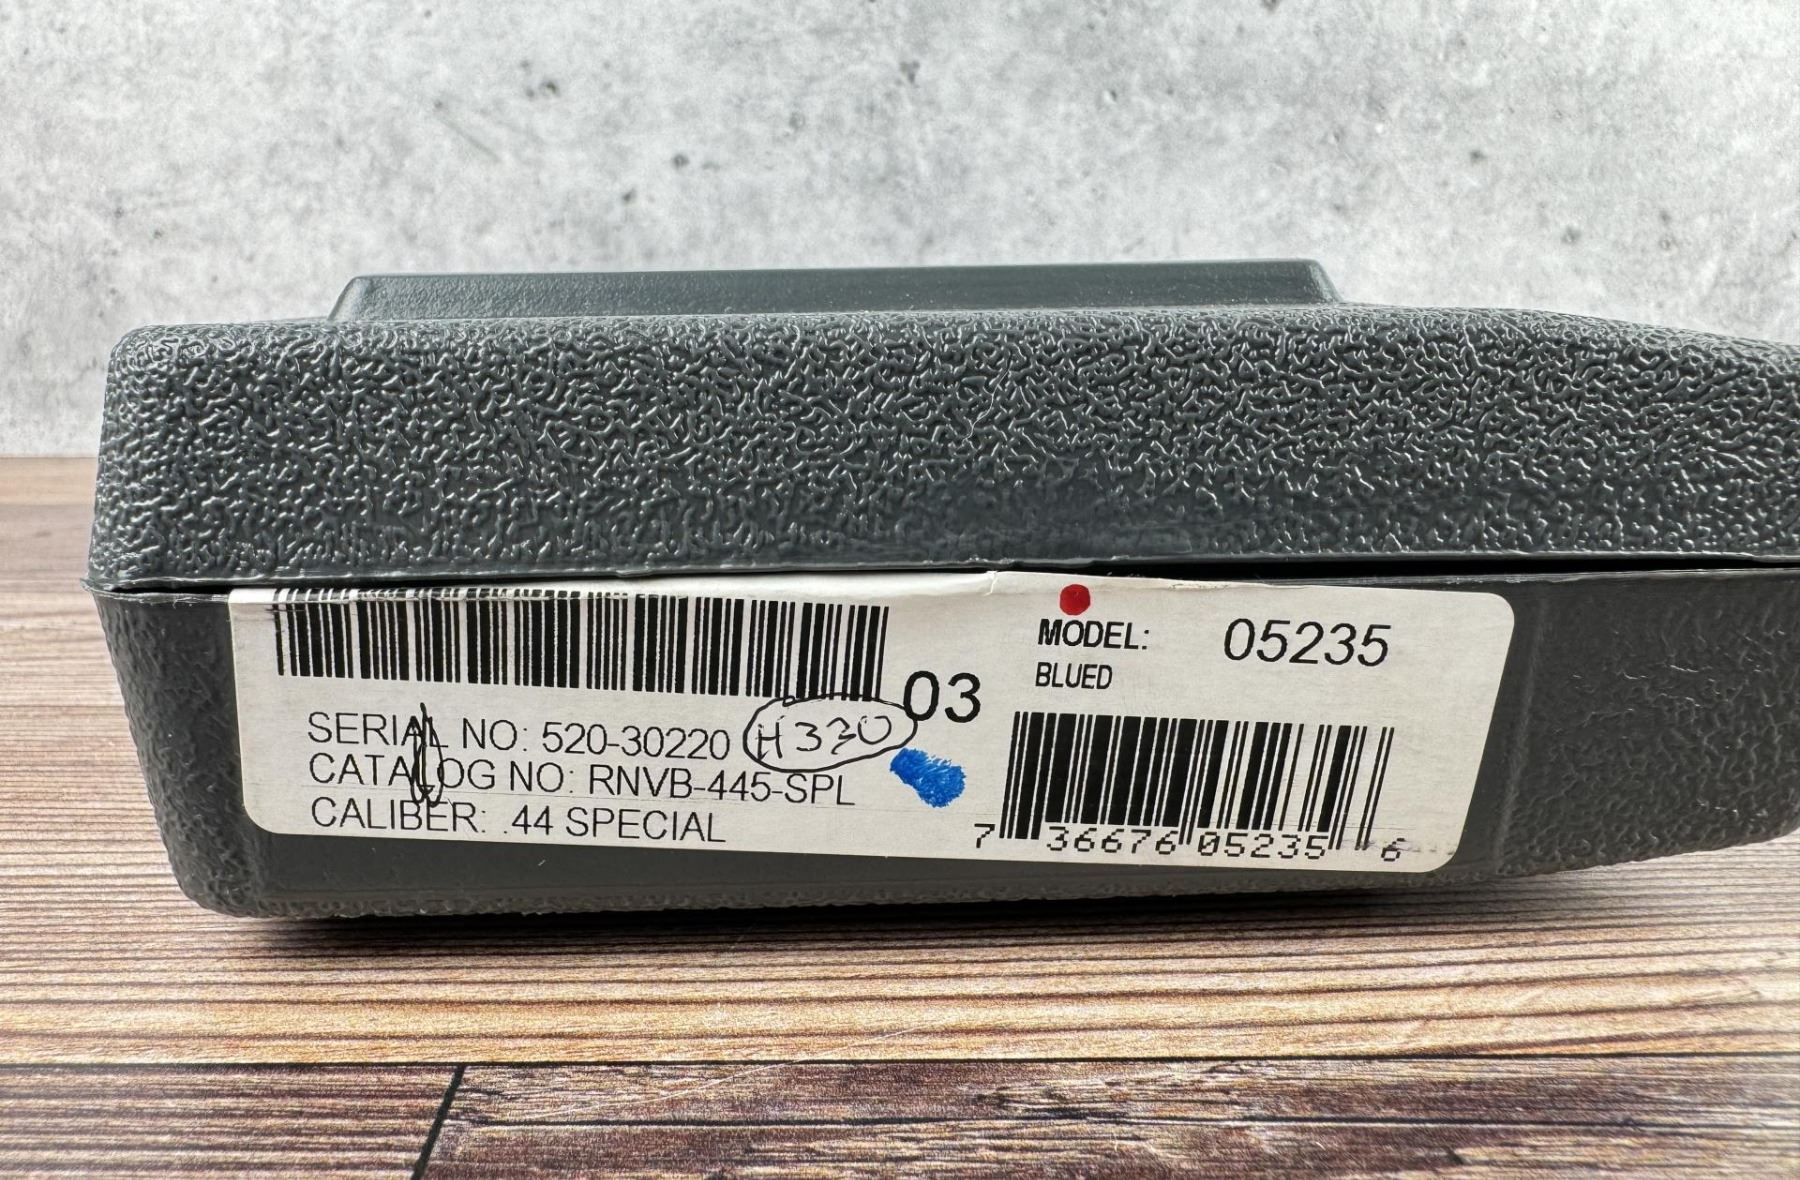 03
SERIAL NO: 520-30220 H330
CATALOG NO: RNVB-445-SPL
CALIBER: .44 SPECIAL
MODEL: 05235
BLUED
7 36676 05235 6